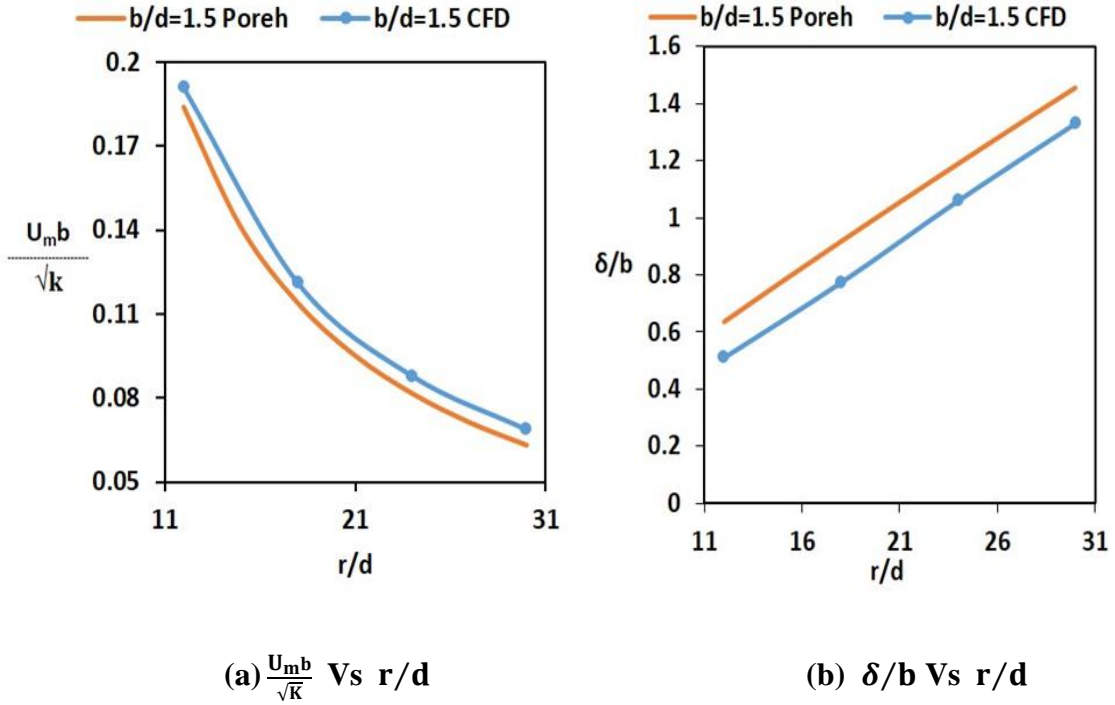 b/d=1.5 Poreh b/d=1.5 CFD
0.2
0.17
0.14
0.11
0.08
0.05
Uₘb
√k
11 21 31
r/d
b/d=1.5 Poreh b/d=1.5 CFD
1.6
1.4
1.2
1
0.8
0.6
0.4
0.2
0
δ/b
11 16 21 26 31
r/d
(a) Uₘb/√K Vs r/d
(b) δ/b Vs r/d